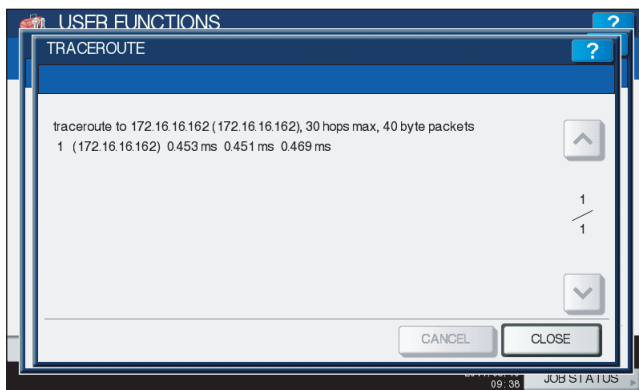 USER FUNCTIONS
?
TRACEROUTE
?
traceroute to 172.16.16.162 (172.16.16.162), 30 hops max, 40 byte packets
1 (172.16.16.162) 0.453 ms 0.451 ms 0.469 ms
1
1
CANCEL
CLOSE
09:36
JOB STATUS